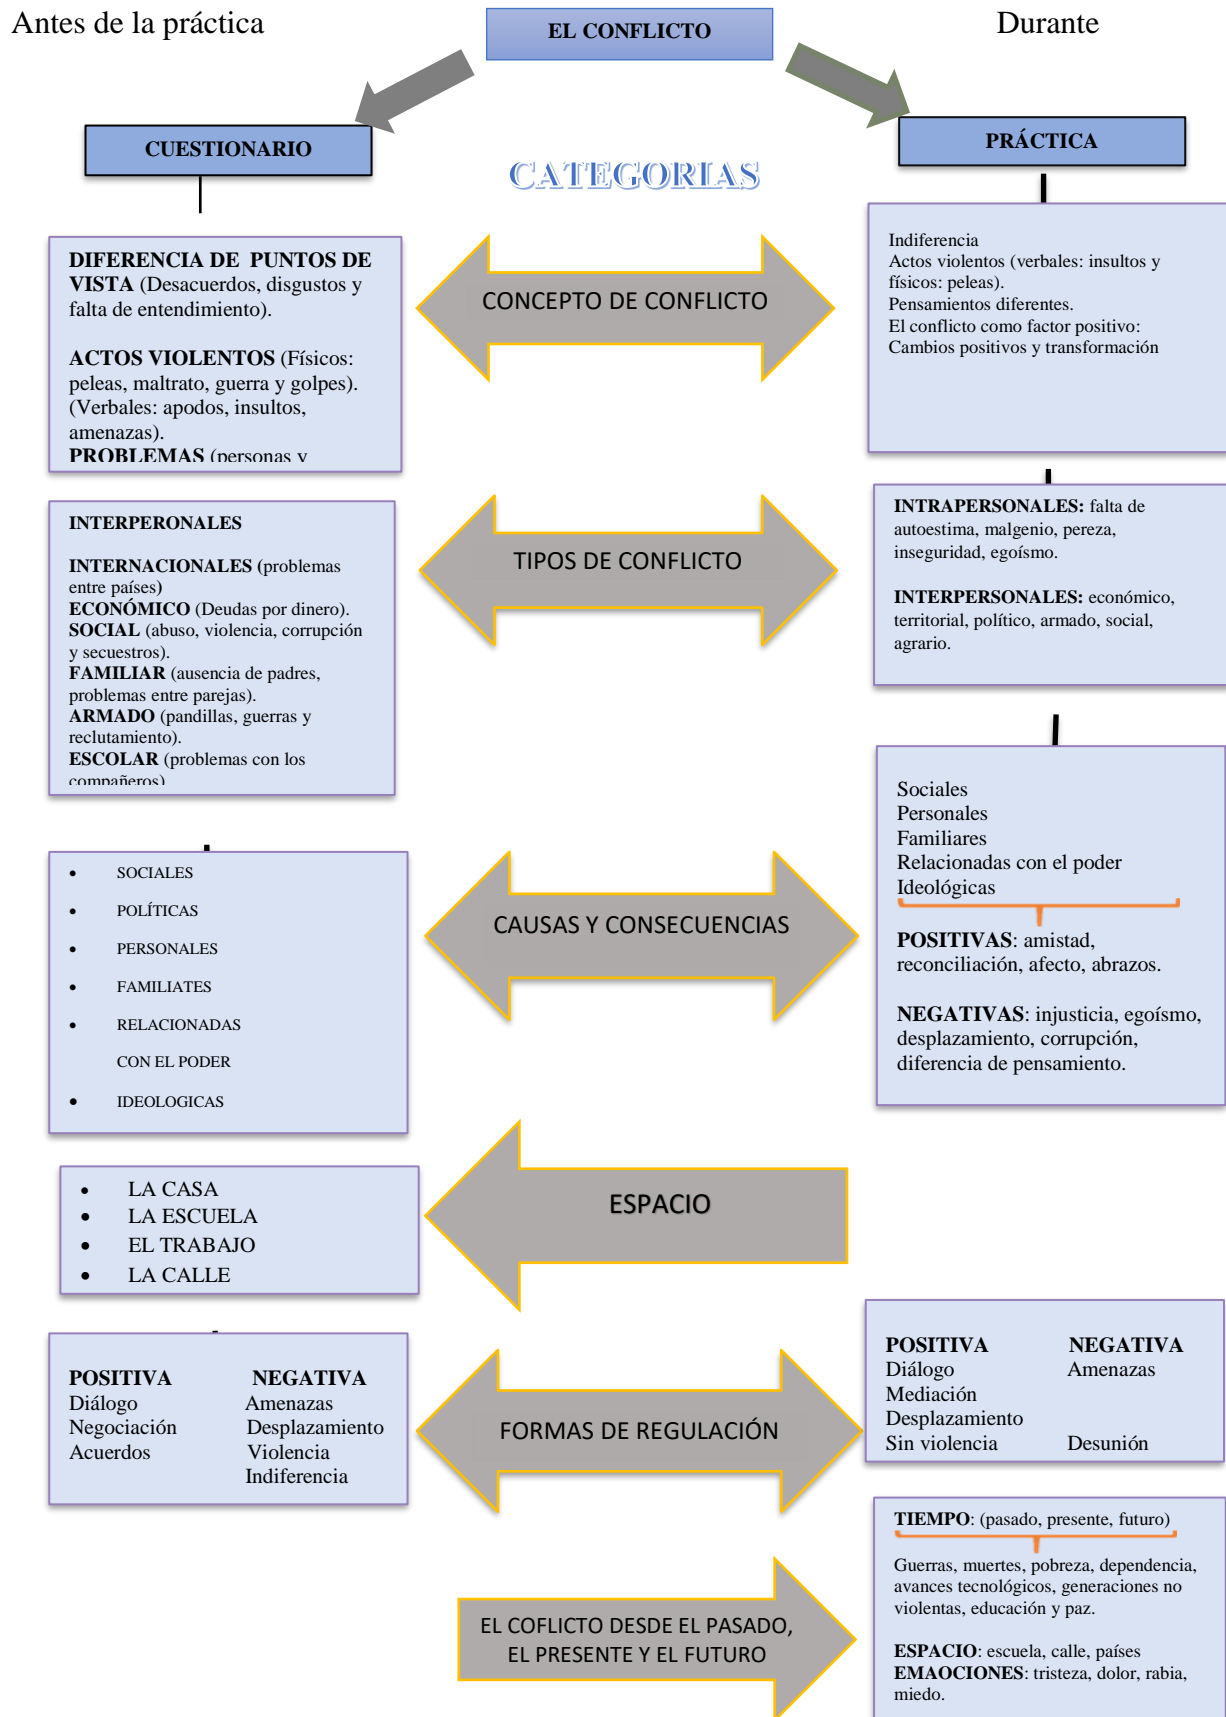 Antes de la práctica
EL CONFLICTO
Durante
CUESTIONARIO
CATEGORIAS
PRÁCTICA
DIFERENCIA DE PUNTOS DE
VISTA (Desacuerdos, disgustos y
falta de entendimiento).
ACTOS VIOLENTOS (Físicos:
peleas, maltrato, guerra y golpes).
(Verbales: apodos, insultos,
amenazas).
PROBLEMAS (personas y
CONCEPTO DE CONFLICTO
Indiferencia
Actos violentos (verbales: insultos y
físicos: peleas).
Pensamientos diferentes.
El conflicto como factor positivo:
Cambios positivos y transformación
INTERPERONALES
INTERNACIONALES (problemas
entre países)
ECONÓMICO (Deudas por dinero).
SOCIAL (abuso, violencia, corrupción
y secuestros).
FAMILIAR (ausencia de padres,
problemas entre parejas).
ARMADO (pandillas, guerras y
reclutamiento).
ESCOLAR (problemas con los
compañeros)
TIPOS DE CONFLICTO
INTRAPERSONALES: falta de
autoestima, malgenio, pereza,
inseguridad, egoísmo.
INTERPERSONALES: económico,
territorial, político, armado, social,
agrario.
• SOCIALES
• POLÍTICAS
• PERSONALES
• FAMILIATES
• RELACIONADAS
CON EL PODER
• IDEOLOGICAS
CAUSAS Y CONSECUENCIAS
Sociales
Personales
Familiares
Relacionadas con el poder
Ideológicas
POSITIVAS: amistad,
reconciliación, afecto, abrazos.
NEGATIVAS: injusticia, egoísmo,
desplazamiento, corrupción,
diferencia de pensamiento.
• LA CASA
• LA ESCUELA
• EL TRABAJO
• LA CALLE
ESPACIO
POSITIVA NEGATIVA
Diálogo Amenazas
Negociación Desplazamiento
Acuerdos Violencia
Indiferencia
FORMAS DE REGULACIÓN
POSITIVA NEGATIVA
Diálogo Amenazas
Mediación
Desplazamiento
Sin violencia Desunión
EL COFLICTO DESDE EL PASADO,
EL PRESENTE Y EL FUTURO
TIEMPO: (pasado, presente, futuro)
Guerras, muertes, pobreza, dependencia,
avances tecnológicos, generaciones no
violentas, educación y paz.
ESPACIO: escuela, calle, países
EMAOCIONES: tristeza, dolor, rabia,
miedo.